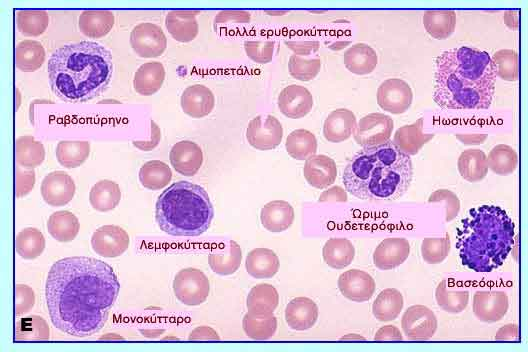 Πολλά ερυθροκύτταρα
Αιμοπετάλιο
Ραβδοπύρηνο
Ηωσινόφιλο
Ώριμο
Ουδετερόφιλο
Λεμφοκύτταρο
Βασεόφιλο
Μονοκύτταρο
E